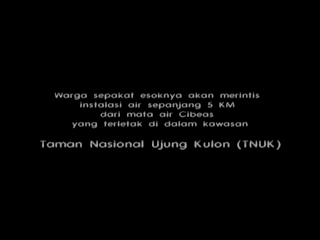 Warga sepakat esoknya akan merintis
instalasi air sepanjang 5 KM
dari mata air Cibeas
yang terletak di dalam kawasan
Taman Nasional Ujung Kulon (TNUK)